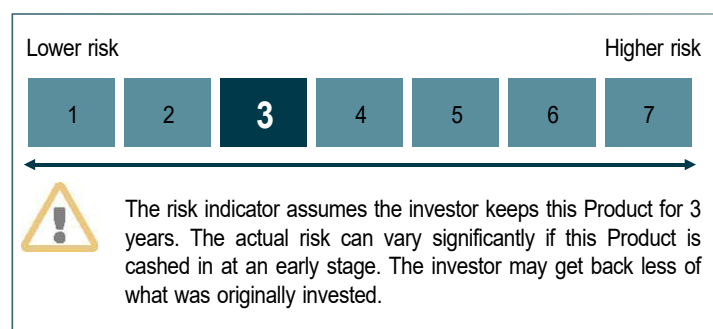 Lower risk Higher risk
1 2 3 4 5 6 7
The risk indicator assumes the investor keeps this Product for 3
years. The actual risk can vary significantly if this Product is
cashed in at an early stage. The investor may get back less of
what was originally invested.